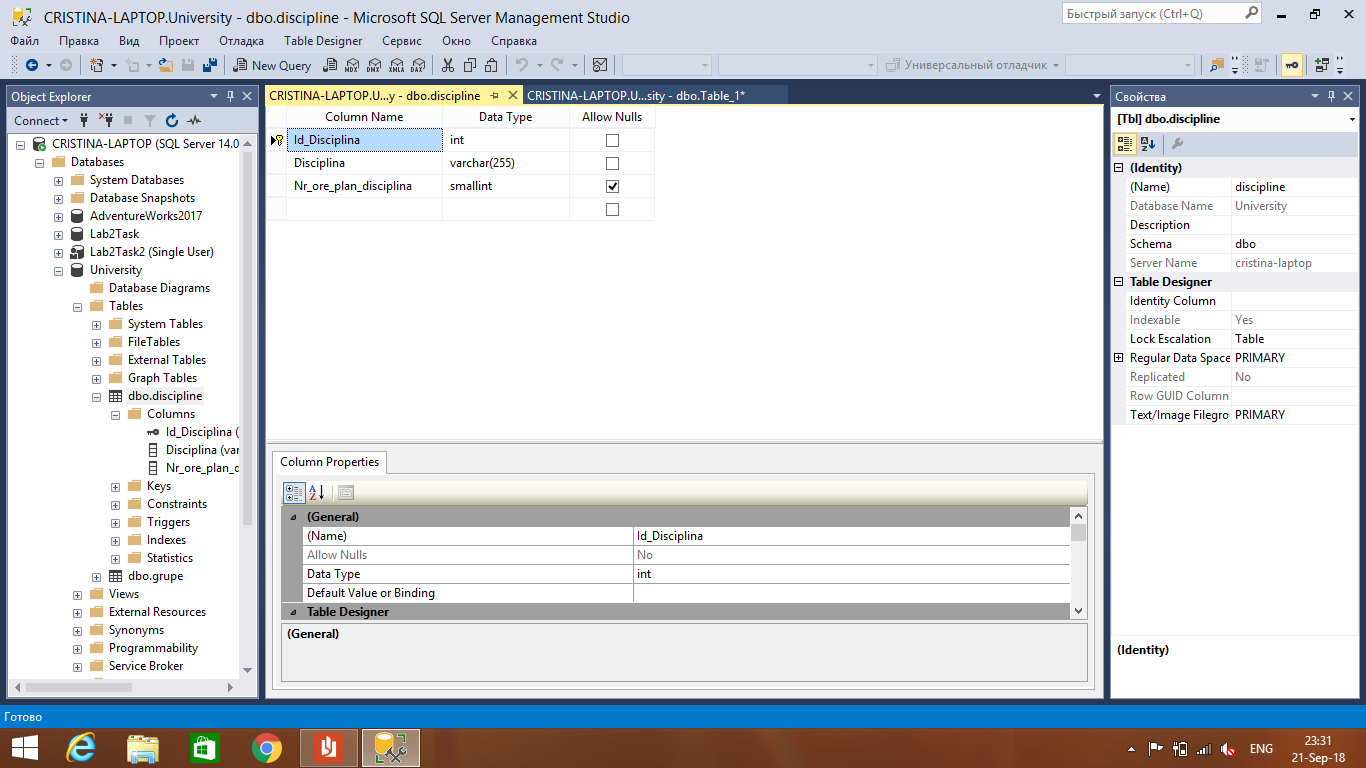 CRISTINA-LAPTOP.University - dbo.discipline - Microsoft SQL Server Management Studio
Быстрый запуск (Ctrl+Q)
Файл Правка Вид Проект Отладка Table Designer Сервис Окно Справка
New Query MDX DMX XMLA DAX Универсальный отладчик
Object Explorer
Connect
CRISTINA-LAPTOP (SQL Server 14.0
Databases
System Databases
Database Snapshots
AdventureWorks2017
Lab2Task
Lab2Task2 (Single User)
University
Database Diagrams
Tables
System Tables
FileTables
External Tables
Graph Tables
dbo.discipline
Columns
Id_Disciplina (
Disciplina (var
Nr_ore_plan_d
Keys
Constraints
Triggers
Indexes
Statistics
dbo.grupe
Views
External Resources
Synonyms
Programmability
Service Broker
CRISTINA-LAPTOP.U...y - dbo.discipline CRISTINA-LAPTOP.U...sity - dbo.Table_1*
Column Name Data Type Allow Nulls
Id_Disciplina int
Disciplina varchar(255)
Nr_ore_plan_disciplina smallint
Column Properties
(General)
(Name) Id_Disciplina
Allow Nulls No
Data Type int
Default Value or Binding
Table Designer
(General)
Свойства
[Tbl] dbo.discipline
(Identity)
(Name) discipline
Database Name University
Description
Schema dbo
Server Name cristina-laptop
Table Designer
Identity Column
Indexable Yes
Lock Escalation Table
Regular Data Space PRIMARY
Replicated No
Row GUID Column
Text/Image Filegro PRIMARY
(Identity)
Готово
ENG
23:31
21-Sep-18